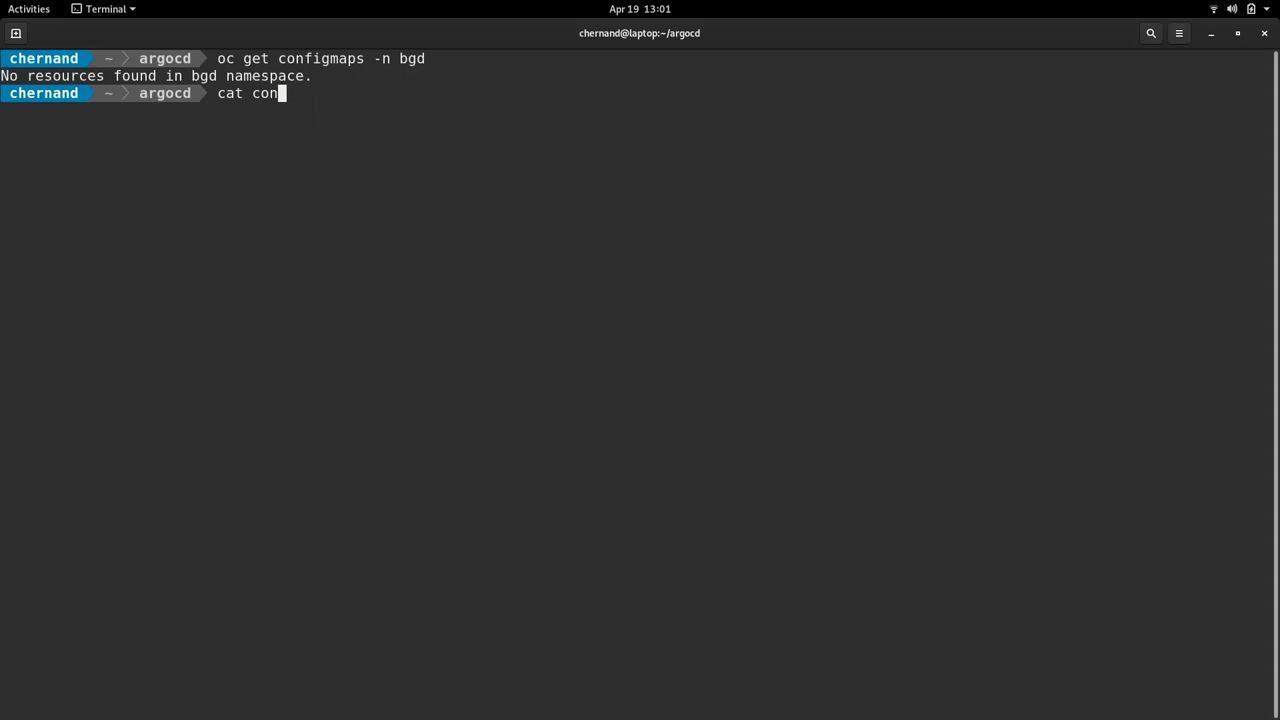 Activities
Terminal
Apr 19 13:01
chernand@laptop:~/argocd
chernand ~ argocd oc get configmaps -n bgd
No resources found in bgd namespace.
chernand ~ argocd cat con